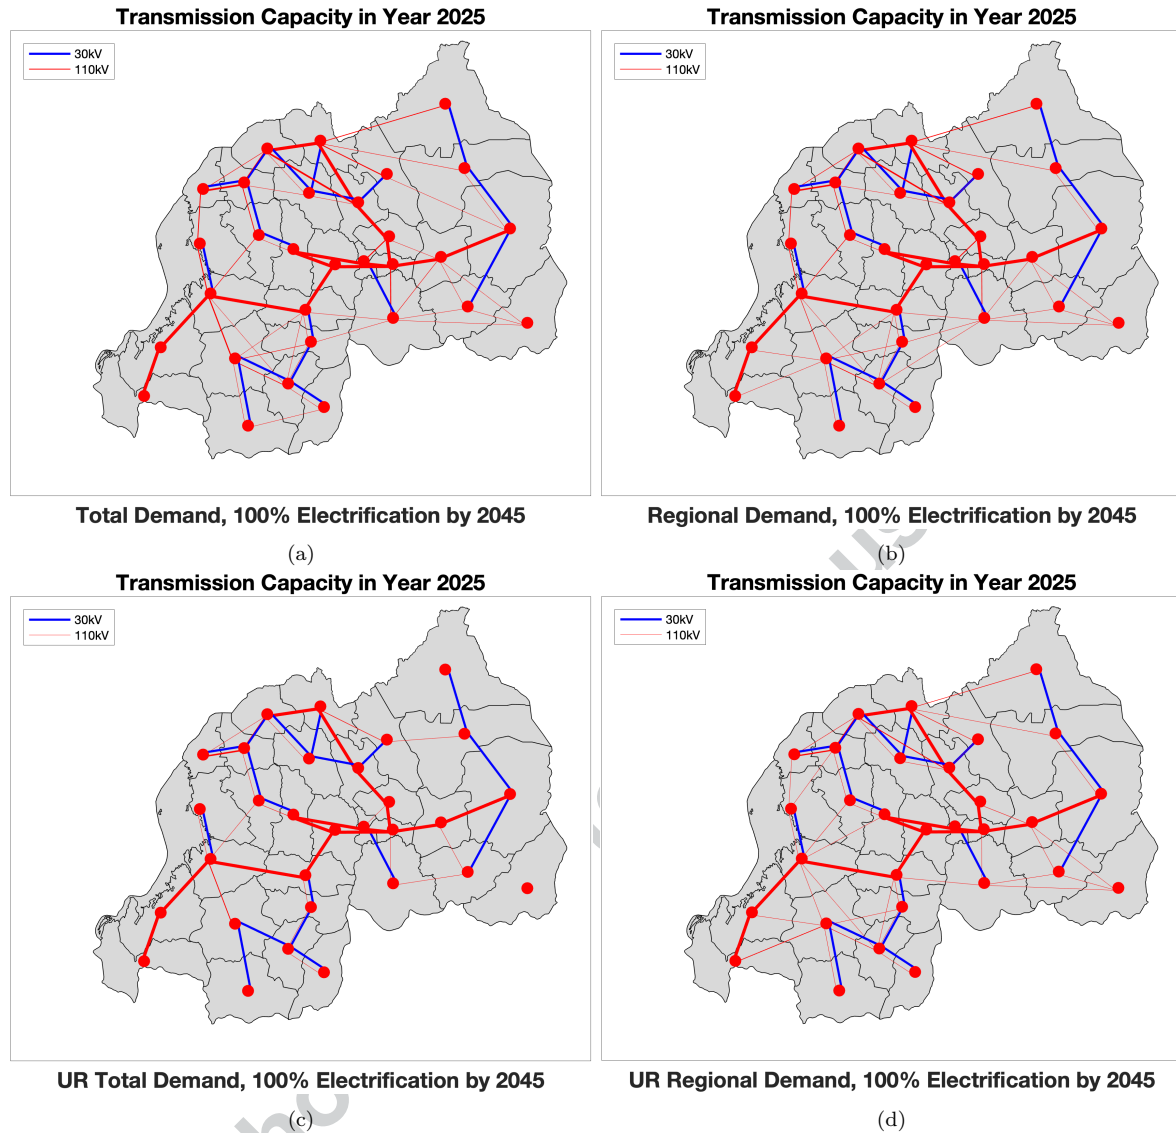 Transmission Capacity in Year 2025
30kV
110kV
Total Demand, 100% Electrification by 2045
(a)
Transmission Capacity in Year 2025
30kV
110kV
Regional Demand, 100% Electrification by 2045
(b)
Transmission Capacity in Year 2025
30kV
110kV
UR Total Demand, 100% Electrification by 2045
(c)
Transmission Capacity in Year 2025
30kV
110kV
UR Regional Demand, 100% Electrification by 2045
(d)